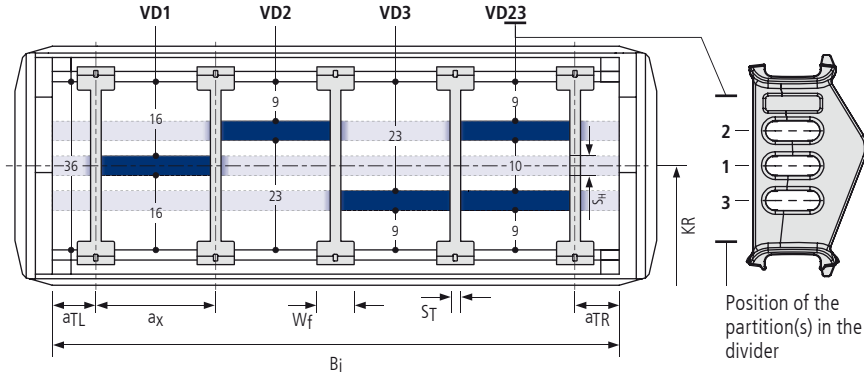 VD1 VD2 VD3 VD23
16 9 9
23
2
36 10 1
SH
23 3
16
9 9
KR
aTL ax Wf ST aTR
Bi
Position of the
partition(s) in the
divider